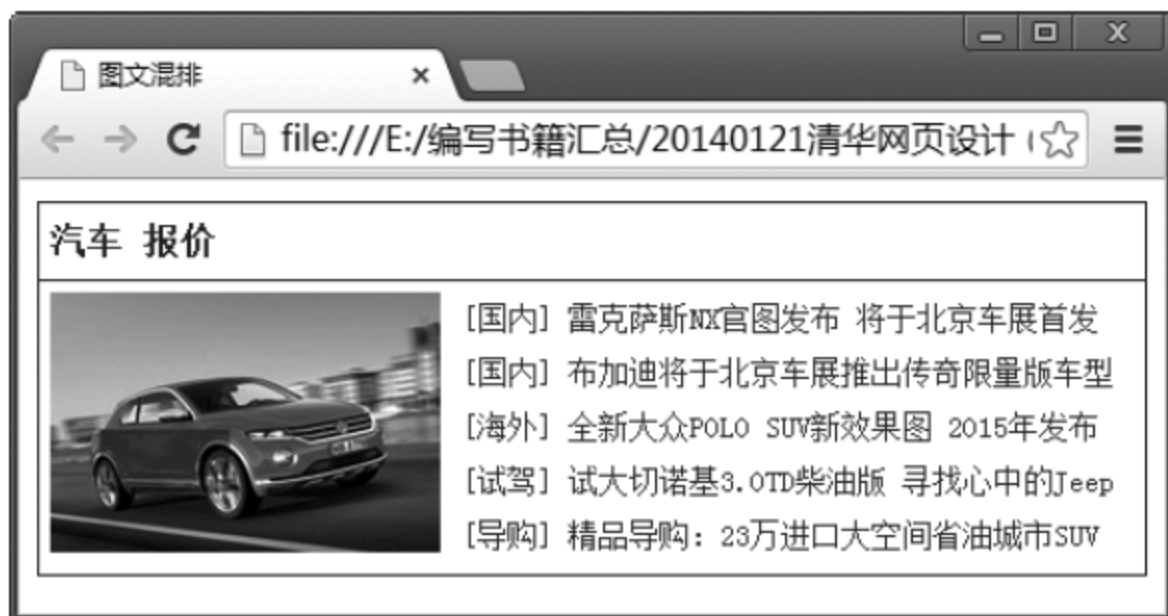 图文混排
file:///E:/编写书籍汇总/20140121清华网页设计
汽车 报价
[国内] 雷克萨斯NX官图发布 将于北京车展首发
[国内] 布加迪将于北京车展推出传奇限量版车型
[海外] 全新大众POLO SUV新效果图 2015年发布
[试驾] 试大切诺基3.0TD柴油版 寻找心中的Jeep
[导购] 精品导购：23万进口大空间省油城市SUV